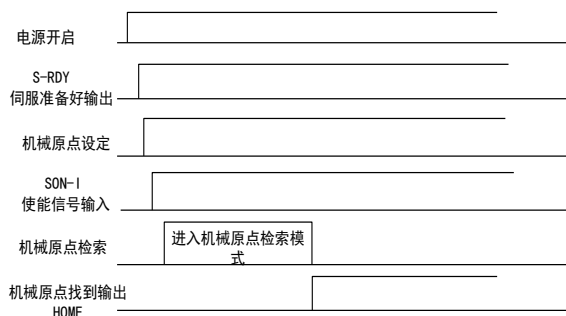 电源开启
S-RDY
伺服准备好输出
机械原点设定
SON-I
使能信号输入
机械原点检索
进入机械原点检索模
式
机械原点找到输出
HOME